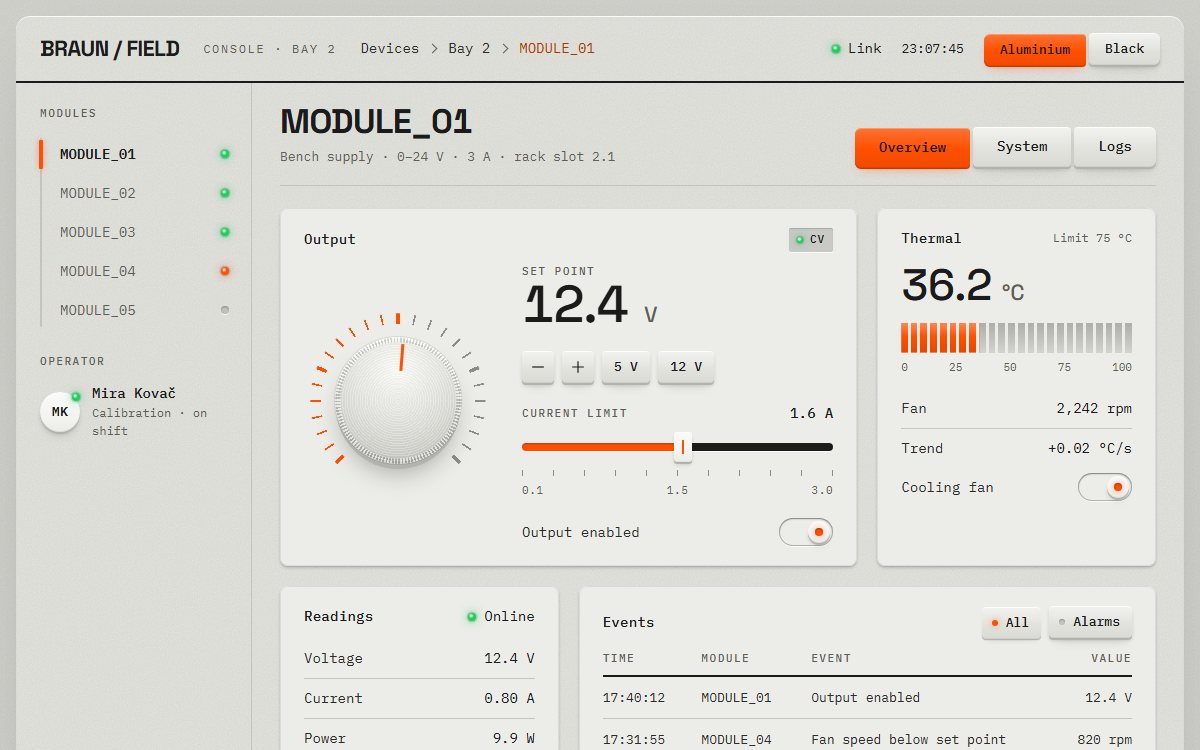 BRAUN / FIELD CONSOLE · BAY 2 Devices > Bay 2 > MODULE_01 Link 23:07:45 Aluminium Black
MODULES
MODULE_01
MODULE_02
MODULE_03
MODULE_04
MODULE_05
OPERATOR
MK
Mira Kovač
Calibration · on
shift
MODULE_01
Bench supply · 0–24 V · 3 A · rack slot 2.1
Overview System Logs
Output CV
SET POINT
12.4 V
− + 5 V 12 V
CURRENT LIMIT 1.6 A
0.1 1.5 3.0
Output enabled
Thermal Limit 75 °C
36.2 °C
0 25 50 75 100
Fan 2,242 rpm
Trend +0.02 °C/s
Cooling fan
Readings Online
Voltage 12.4 V
Current 0.80 A
Power 9.9 W
Events All Alarms
TIME MODULE EVENT VALUE
17:40:12 MODULE_01 Output enabled 12.4 V
17:31:55 MODULE_04 Fan speed below set point 820 rpm